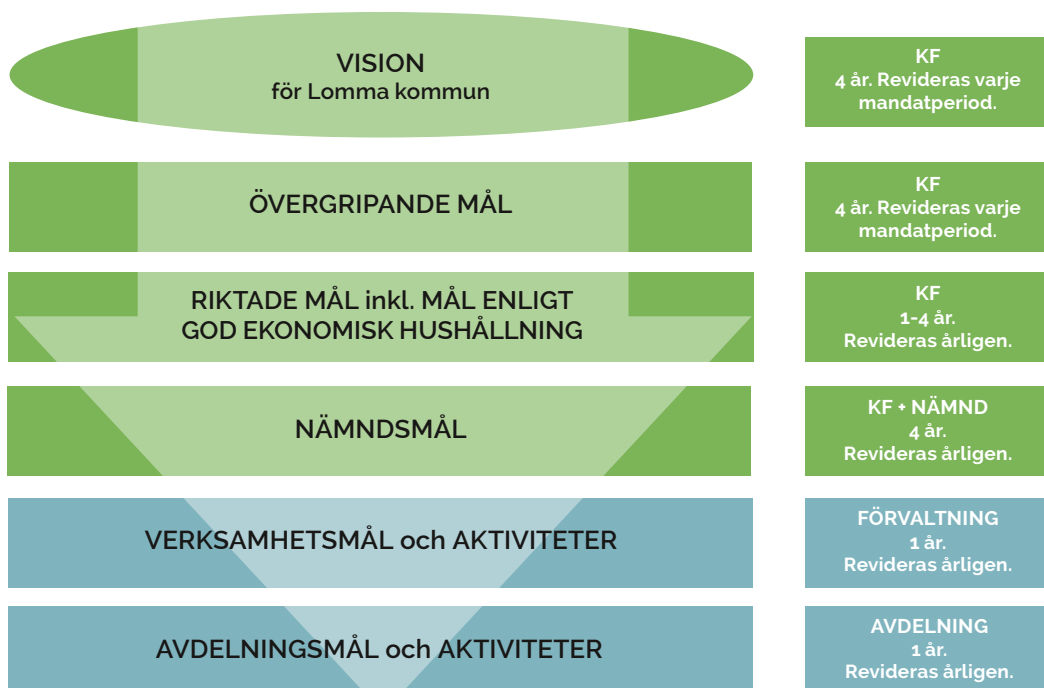 VISION
för Lomma kommun
KF
4 år. Revideras varje
mandatperiod.
ÖVERGRIPANDE MÅL
KF
4 år. Revideras varje
mandatperiod.
RIKTADE MÅL inkl. MÅL ENLIGT
GOD EKONOMISK HUSHÅLLNING
KF
1-4 år.
Revideras årligen.
NÄMNDSMÅL
KF + NÄMND
4 år.
Revideras årligen.
VERKSAMHETSMÅL och AKTIVITETER
FÖRVALTNING
1 år.
Revideras årligen.
AVDELNINGSMÅL och AKTIVITETER
AVDELNING
1 år.
Revideras årligen.